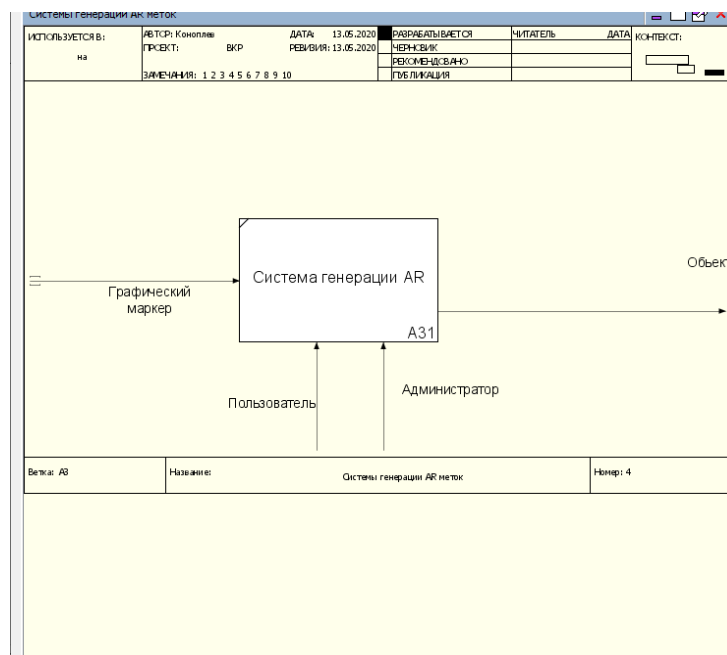 Системы генерации AR меток
ИСПОЛЬЗУЕТСЯ В:
на
АВТОР: Коноплев
ДАТА: 13.05.2020
ПРОЕКТ: ВКР
РЕВИЗИЯ: 13.05.2020
ЗАМЕЧАНИЯ: 1 2 3 4 5 6 7 8 9 10
РАЗРАБАТЫВАЕТСЯ
ЧЕРНОВИК
РЕКОМЕНДОВАНО
ПУБЛИКАЦИЯ
ЧИТАТЕЛЬ
ДАТА
КОНТЕКСТ:
Система генерации AR
A31
Графический
маркер
Обьект
Пользователь
Администратор
Ветка: A3
Название:
Системы генерации AR меток
Номер: 4